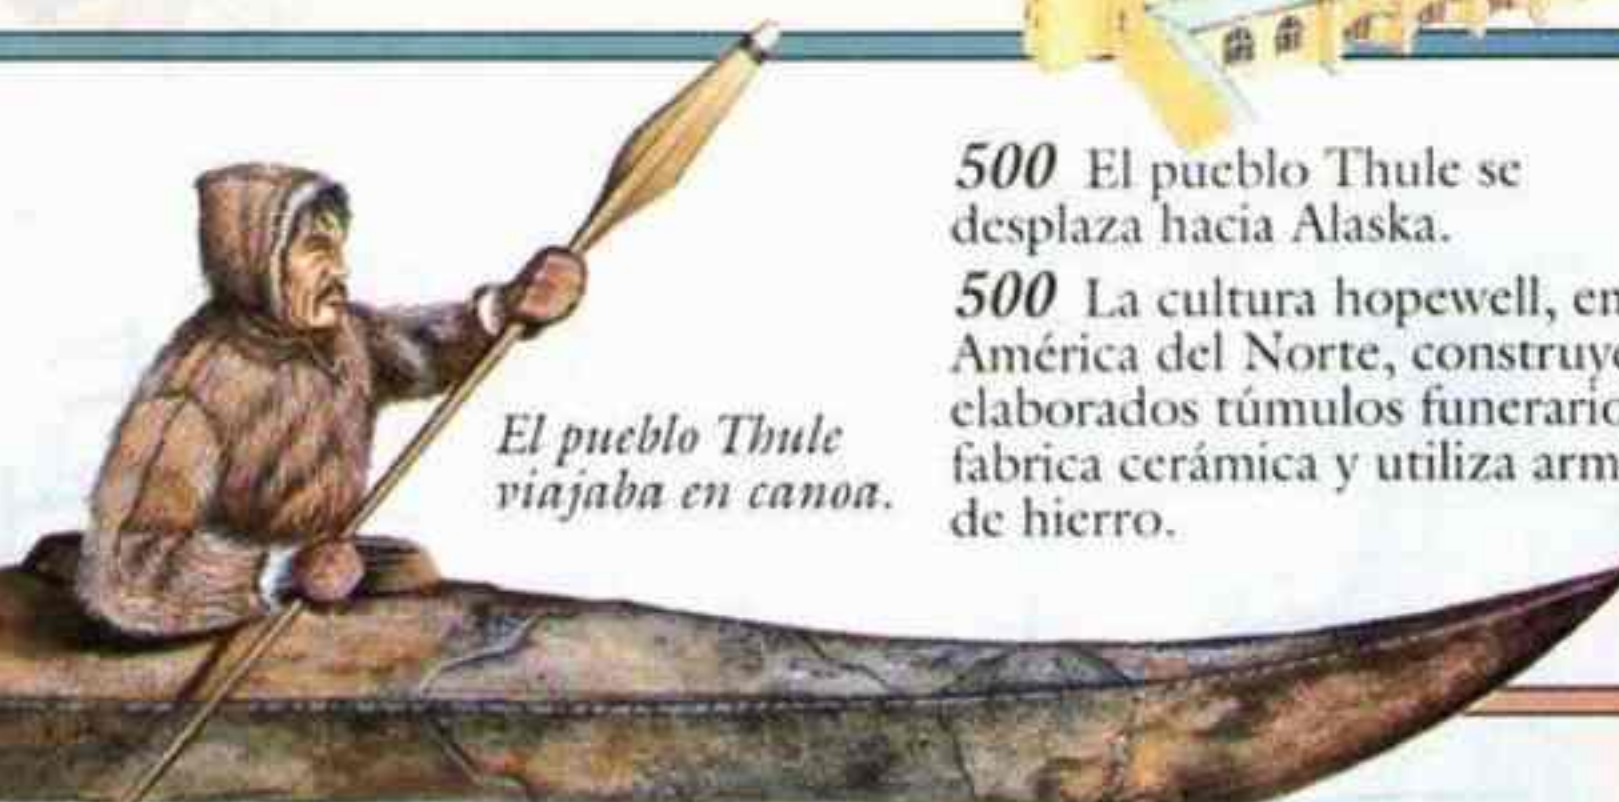 500 El pueblo Thule se
desplaza hacia Alaska.
500 La cultura hopewell, en
América del Norte, construye
elaborados túmulos funerario
fabrica cerámica y utiliza arm
de hierro.
El pueblo Thule
viajaba en canoa.